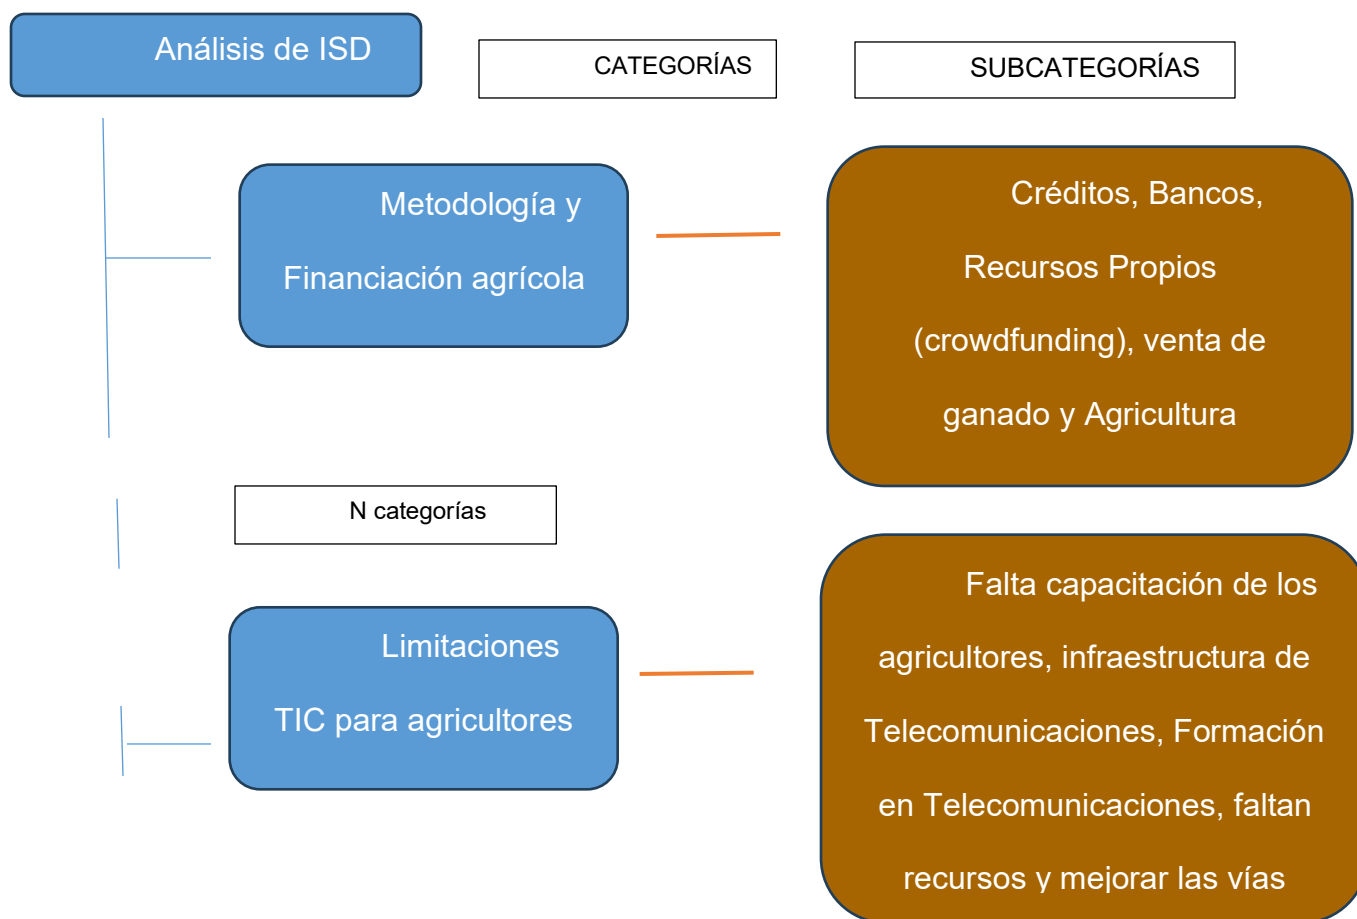 Análisis de ISD
CATEGORÍAS
SUBCATEGORÍAS
Metodología y
Financiación agrícola
Créditos, Bancos,
Recursos Propios
(crowdfunding), venta de
ganado y Agricultura
N categorías
Limitaciones
TIC para agricultores
Falta capacitación de los
agricultores, infraestructura de
Telecomunicaciones, Formación
en Telecomunicaciones, faltan
recursos y mejorar las vías